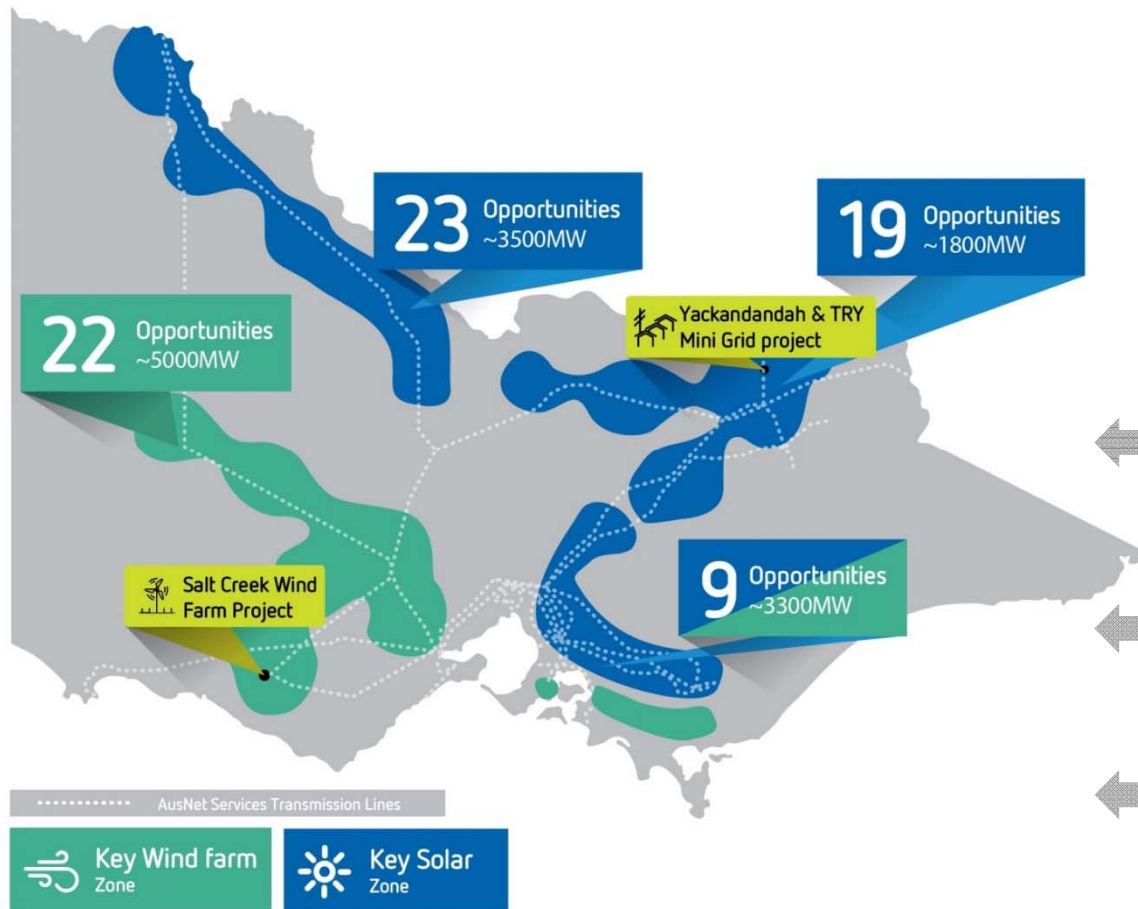 23 Opportunities
~3500MW
19 Opportunities
~1800MW
22 Opportunities
~5000MW
Yackandandah & TRY
Mini Grid project
Salt Creek Wind
Farm Project
9 Opportunities
~3300MW
AusNet Services Transmission Lines
Key Wind farm
Zone
Key Solar
Zone